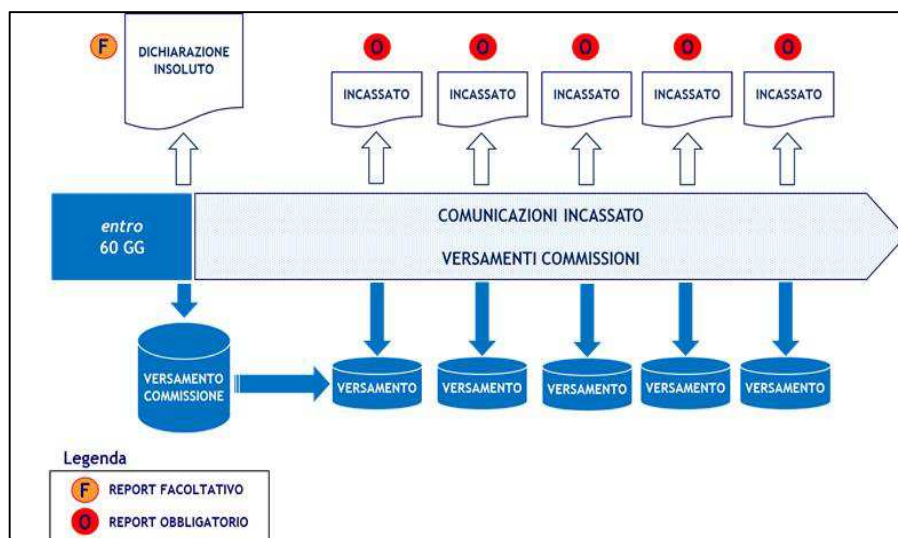 F
DICHIARAZIONE
INSOLUTO
O
O
O
O
O
INCASSATO
INCASSATO
INCASSATO
INCASSATO
INCASSATO
entro
60 GG
COMUNICAZIONI INCASSATO
VERSAMENTI COMMISSIONI
VERSAMENTO
COMMISSIONE
VERSAMENTO
VERSAMENTO
VERSAMENTO
VERSAMENTO
VERSAMENTO
Legenda
F REPORT FACOLTATIVO
O REPORT OBBLIGATORIO